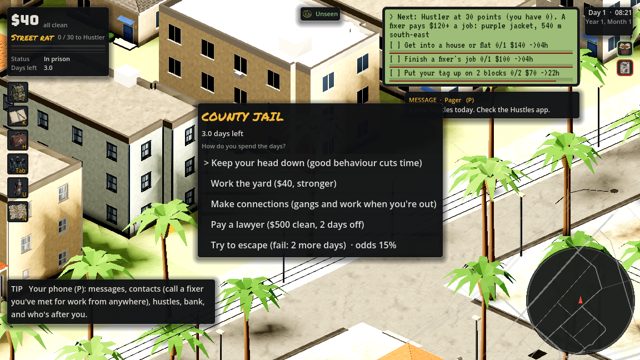 $40 all clean
STREET RAT 0 / 30 to Hustler
Status In prison
Days left 3.0
Tab
Unseen
> Next: Hustler at 30 points (you have 0). A
fixer pays $120+ a job: purple jacket, 540 m
south-east
[ ] Get into a house or flat 0/1 $140 ->04h
[ ] Finish a fixer's job 0/1 $100 ->04h
[ ] Put your tag up on 2 blocks 0/2 $70 ->22h
Day 1 · 08:21
Year 1, Month 1
MESSAGE · Pager (P)
tles today. Check the Hustles app.
COUNTY JAIL
3.0 days left
How do you spend the days?
> Keep your head down (good behaviour cuts time)
Work the yard ($40, stronger)
Make connections (gangs and work when you're out)
Pay a lawyer ($500 clean, 2 days off)
Try to escape (fail: 2 more days) · odds 15%
TIP Your phone (P): messages, contacts (call a fixer
you've met for work from anywhere), hustles, bank,
and who's after you.